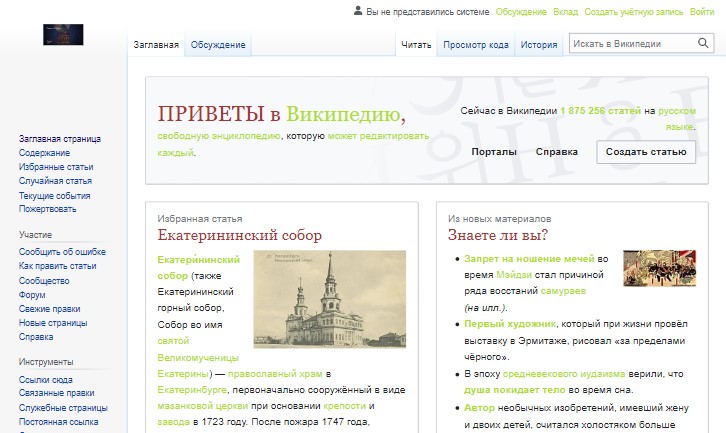 Вы не представились системе Обсуждение Вклад Создать учётную запись Войти
Заглавная Обсуждение Читать Просмотр кода История Искать в Википедии
ПРИВЕТЫ в Википедию,
свободную энциклопедию, которую может редактировать
каждый.
Сейчас в Википедии 1 875 256 статей на русском
языке.
Порталы Справка Создать статью
Заглавная страница
Содержание
Избранные статьи
Случайная статья
Текущие события
Пожертвовать
Участие
Сообщить об ошибке
Как править статьи
Сообщество
Форум
Свежие правки
Новые страницы
Справка
Инструменты
Ссылки сюда
Связанные правки
Служебные страницы
Постоянная ссылка
Избранная статья
Екатерининский собор
Екатери́нинский
собор (также
Екатерининский
горный собор,
Собор во имя
святой
Великомученицы
Екатерины) — православный храм в
Екатеринбурге, первоначально сооружённый в виде
мазанковой церкви при основании крепости и
завода в 1723 году. После пожара 1747 года,
Из новых материалов
Знаете ли вы?
Запрет на ношение мечей во
время Мэйдзи стал причиной
ряда восстаний самураев
(на илл.).
Первый художник, который при жизни провёл
выставку в Эрмитаже, рисовал «за пределами
чёрного».
В эпоху средневекового иудаизма верили, что
душа покидает тело во время сна.
Автор необычных изобретений, имевший жену
и двоих детей, считался холостяком больше